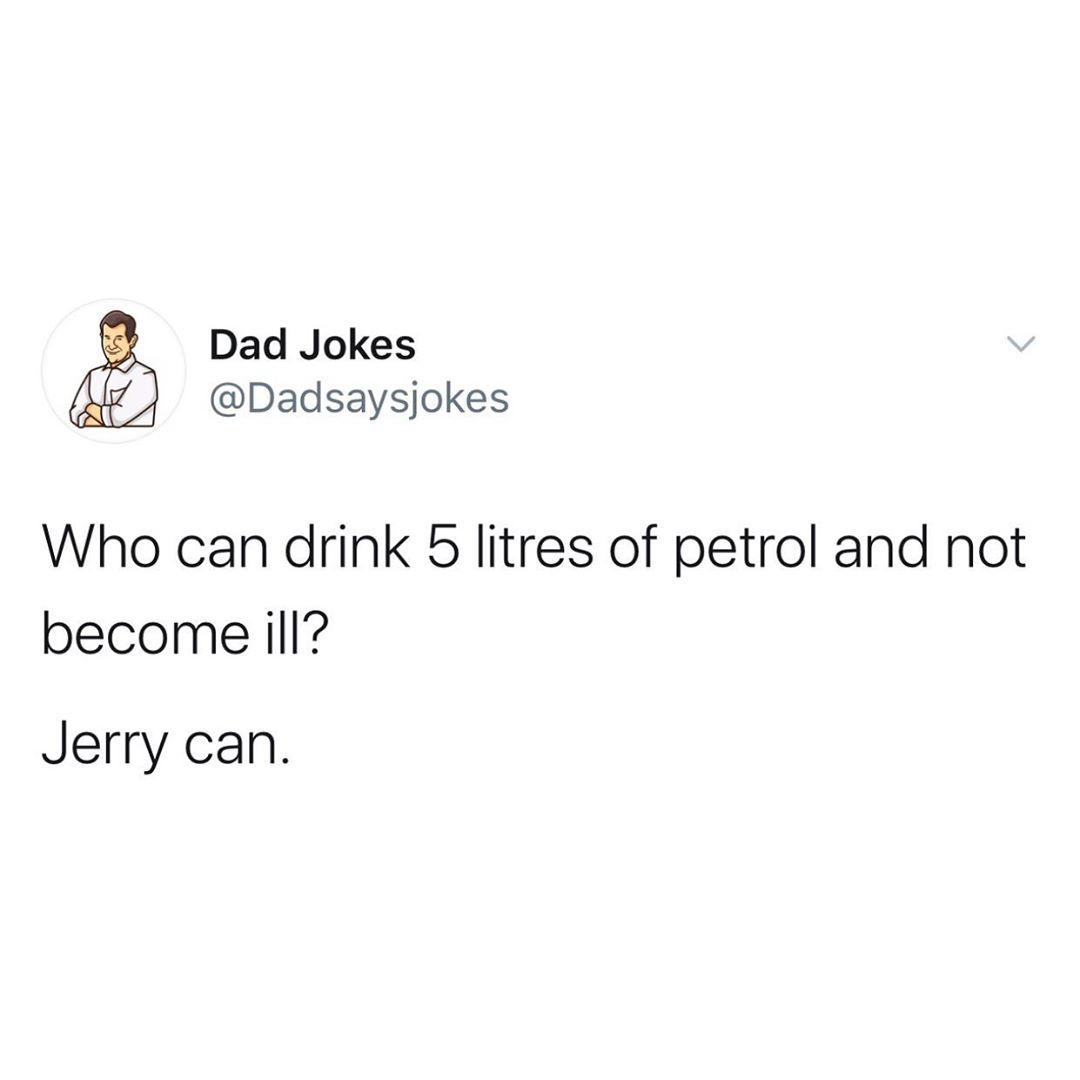 Dad Jokes
@Dadsaysjokes
Who can drink 5 litres of petrol and not
become ill?
Jerry can.